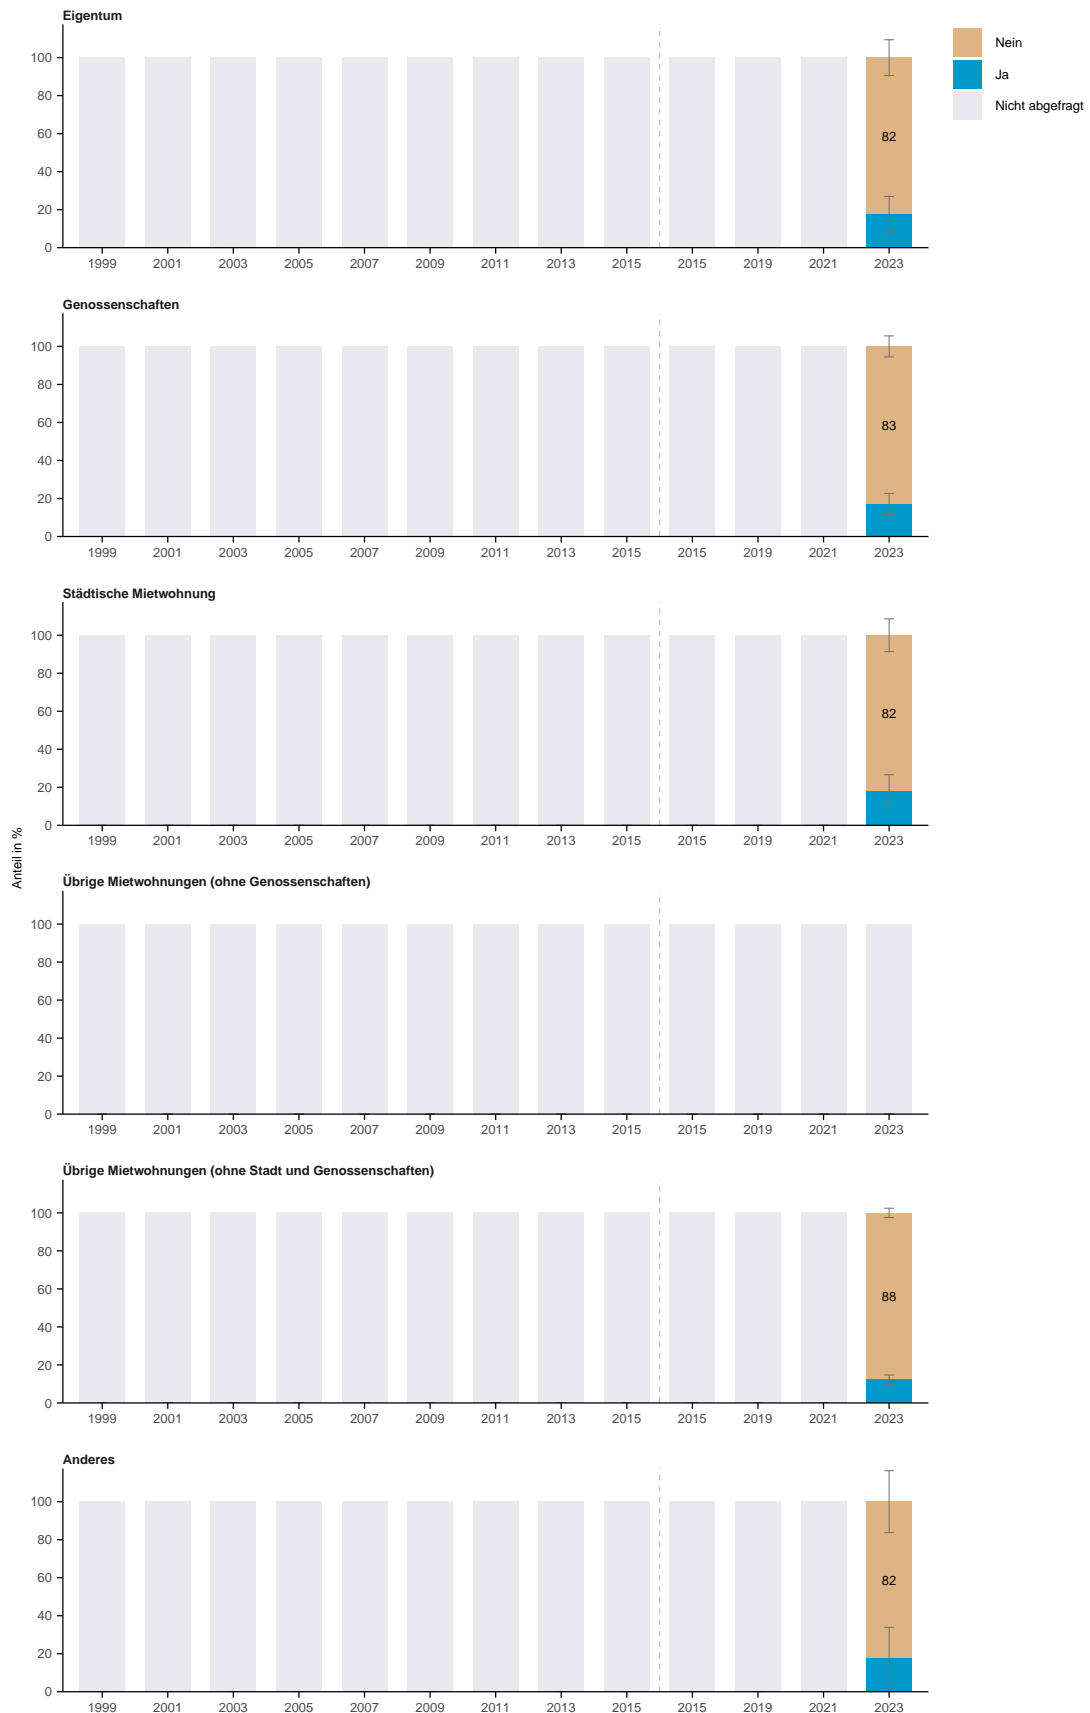 Eigentum
Nein
Ja
Nicht abgefragt
100
80
60
40
20
0
82
1999 2001 2003 2005 2007 2009 2011 2013 2015 2015 2019 2021 2023
Genossenschaften
100
80
60
40
20
0
83
1999 2001 2003 2005 2007 2009 2011 2013 2015 2015 2019 2021 2023
Städtische Mietwohnung
100
80
60
40
20
0
82
1999 2001 2003 2005 2007 2009 2011 2013 2015 2015 2019 2021 2023
Anteil in %
Übrige Mietwohnungen (ohne Genossenschaften)
100
80
60
40
20
0
1999 2001 2003 2005 2007 2009 2011 2013 2015 2015 2019 2021 2023
Übrige Mietwohnungen (ohne Stadt und Genossenschaften)
100
80
60
40
20
0
88
1999 2001 2003 2005 2007 2009 2011 2013 2015 2015 2019 2021 2023
Anderes
100
80
60
40
20
0
82
1999 2001 2003 2005 2007 2009 2011 2013 2015 2015 2019 2021 2023